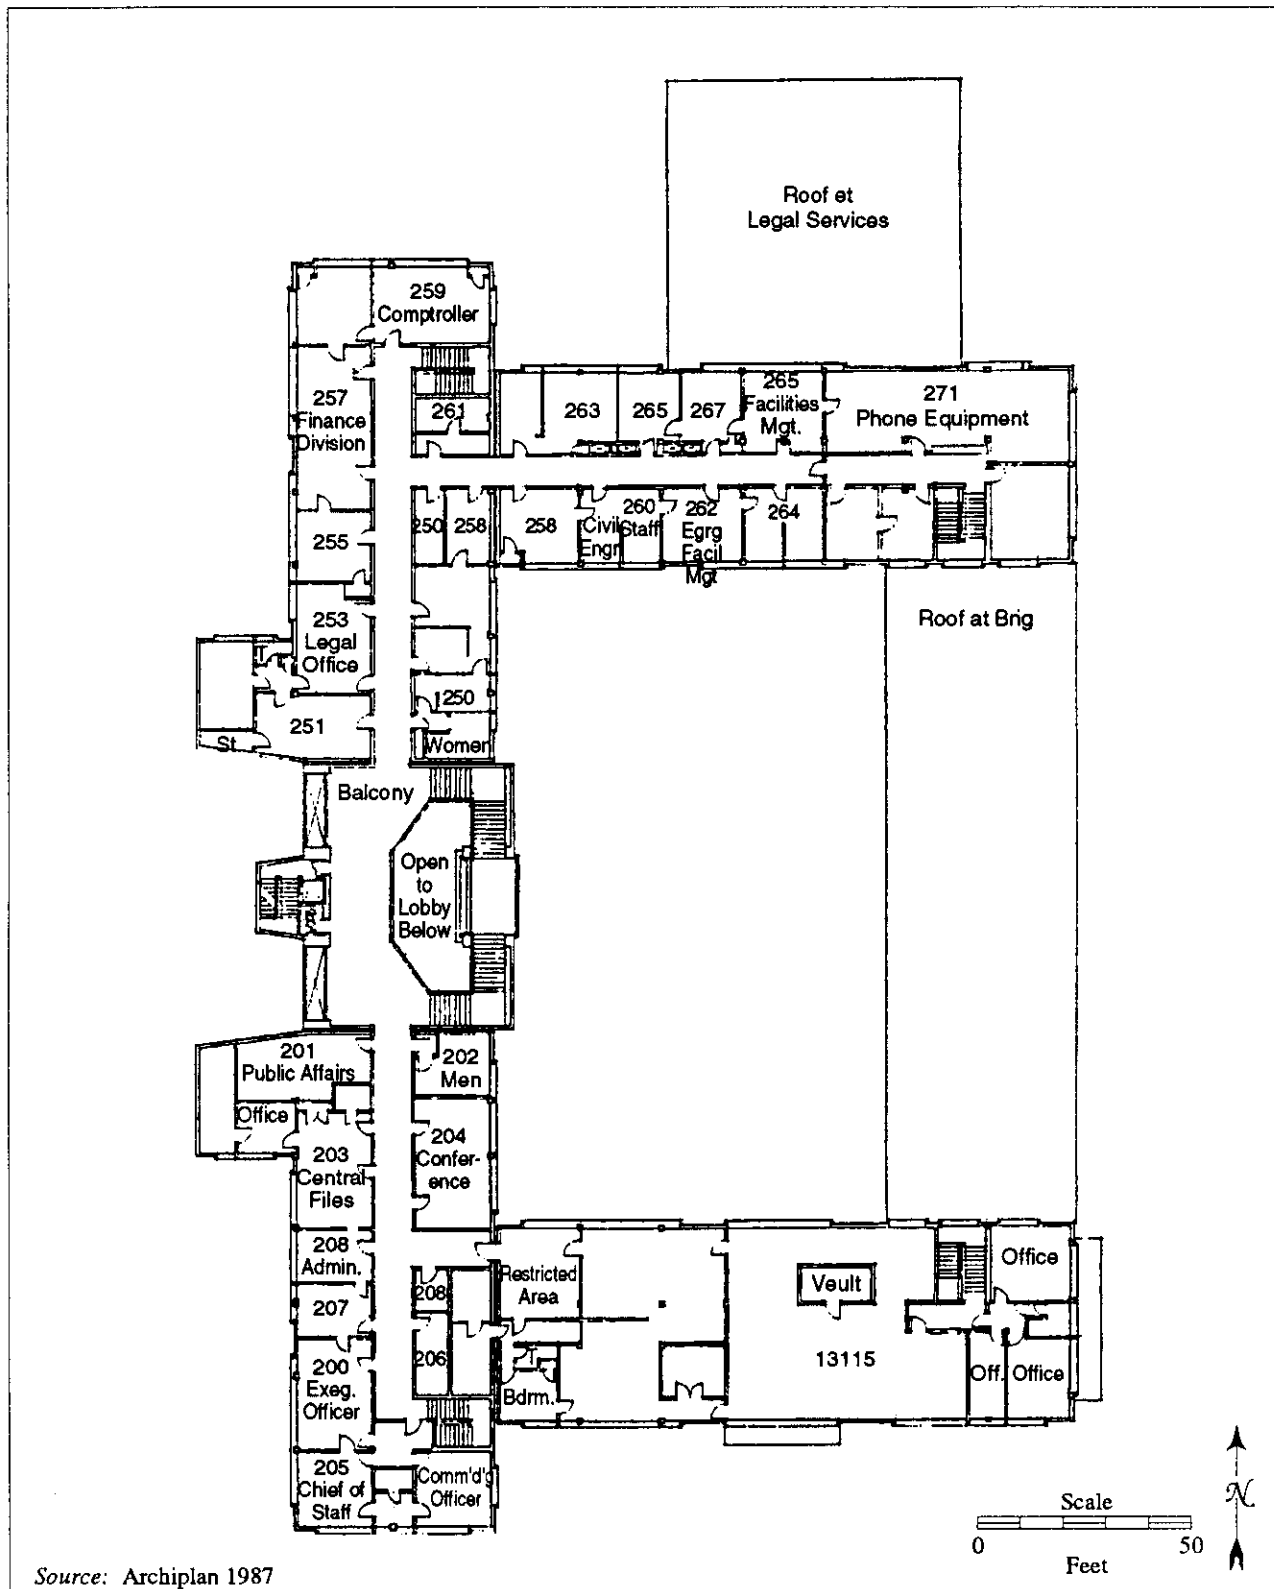 Roof et
Legal Services
259
Comptroller
257
Finance
Division
261
263
265
267
265
Facilities
Mgt.
271
Phone Equipment
250
258
258
Civil
Engr
260
Staff
262
Egrg
Facil
Mgt
264
255
253
Legal
Office
Roof at Brig
251
St.
250
Women
Balcony
Open
to
Lobby
Below
201
Public Affairs
202
Men
Office
203
Central
Files
204
Confer-
ence
208
Admin.
207
208
206
Restricted
Area
Veult
Office
200
Exeg.
Officer
Bdrm.
13115
Off.
Office
205
Chief of
Staff
Comm'd'g
Officer
N
Scale
0 50
Feet
Source: Archiplan 1987